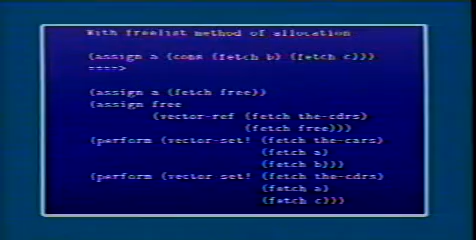 With freelist method of allocation
(assign a (cons (fetch b) (fetch c)))
====>
(assign a (fetch free))
(assign free
(vector-ref (fetch the-cdrs)
(fetch free)))
(perform (vector-set! (fetch the-cars)
(fetch a)
(fetch b)))
(perform (vector-set! (fetch the-cdrs)
(fetch a)
(fetch c)))